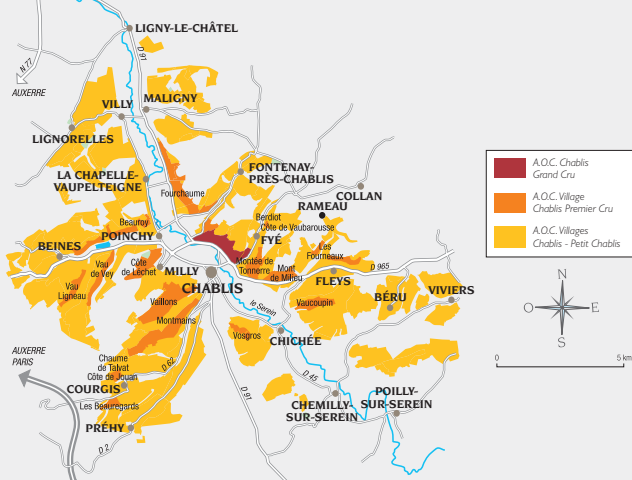 LIGNY-LE-CHÂTEL
D 91
N 77
AUXERRE
VILLY
MALIGNY
LIGNORELLES
LA CHAPELLE-
VAUPELTEIGNE
Fourchaume
FONTENAY-
PRÈS-CHABLIS
COLLAN
RAMEAU
Berdiot
Côte de Vaubarousse
FYÉ
Beauroy
POINCHY
BEINES
Vau
de Vey
Côte
de Léchet
MILLY
CHABLIS
Montée de
Tonnerre
Mont
de Milieu
Les
Fourneaux
D 965
FLEYS
BÉRU
VIVIERS
Vau
Ligneau
Vaillons
Montmains
le Serein
Vaucoupin
Vosgros
CHICHÉE
AUXERRE
PARIS
Chaume
de Talvat
Côte de Jouan
D 62
COURGIS
Les Beauregards
PRÉHY
D 2
D 91
D 45
CHEMILLY-
SUR-SEREIN
POILLY-
SUR-SEREIN
A.O.C. Chablis
Grand Cru
A.O.C. Village
Chablis Premier Cru
A.O.C. Villages
Chablis - Petit Chablis
N
O
E
S
0
5 km